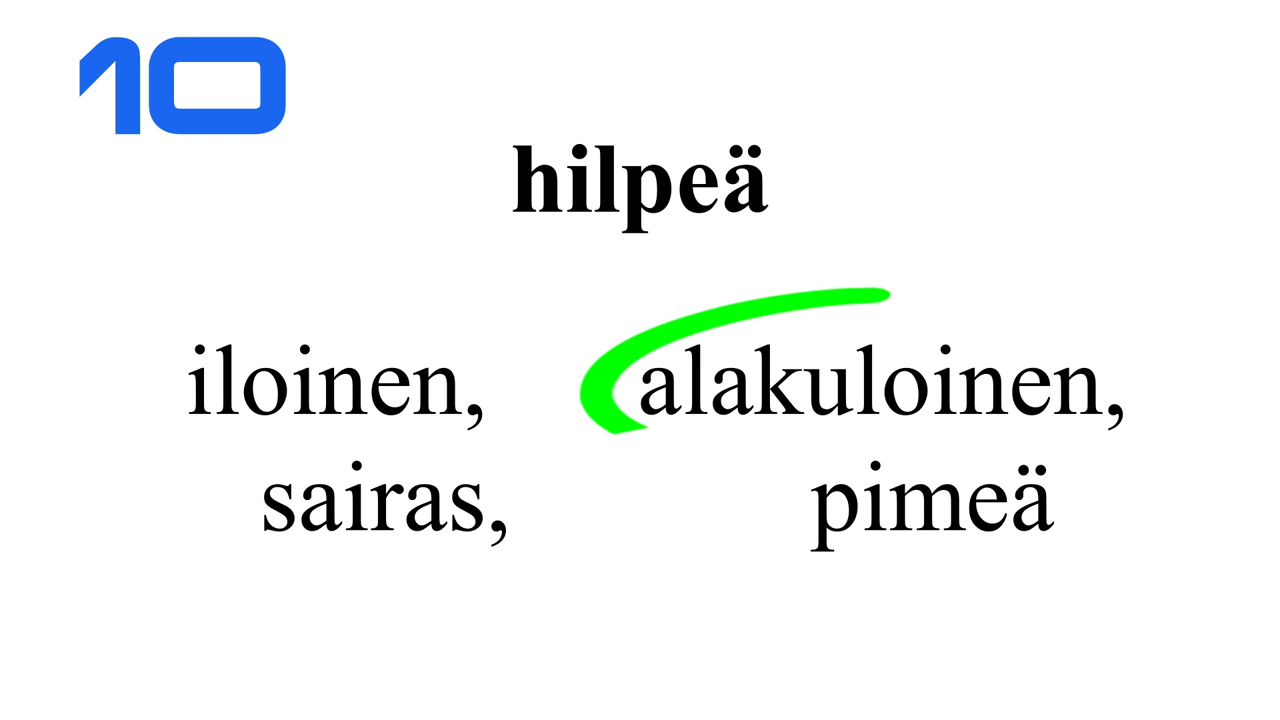 10
hilpeä
iloinen, alakuloinen,
sairas, pimeä